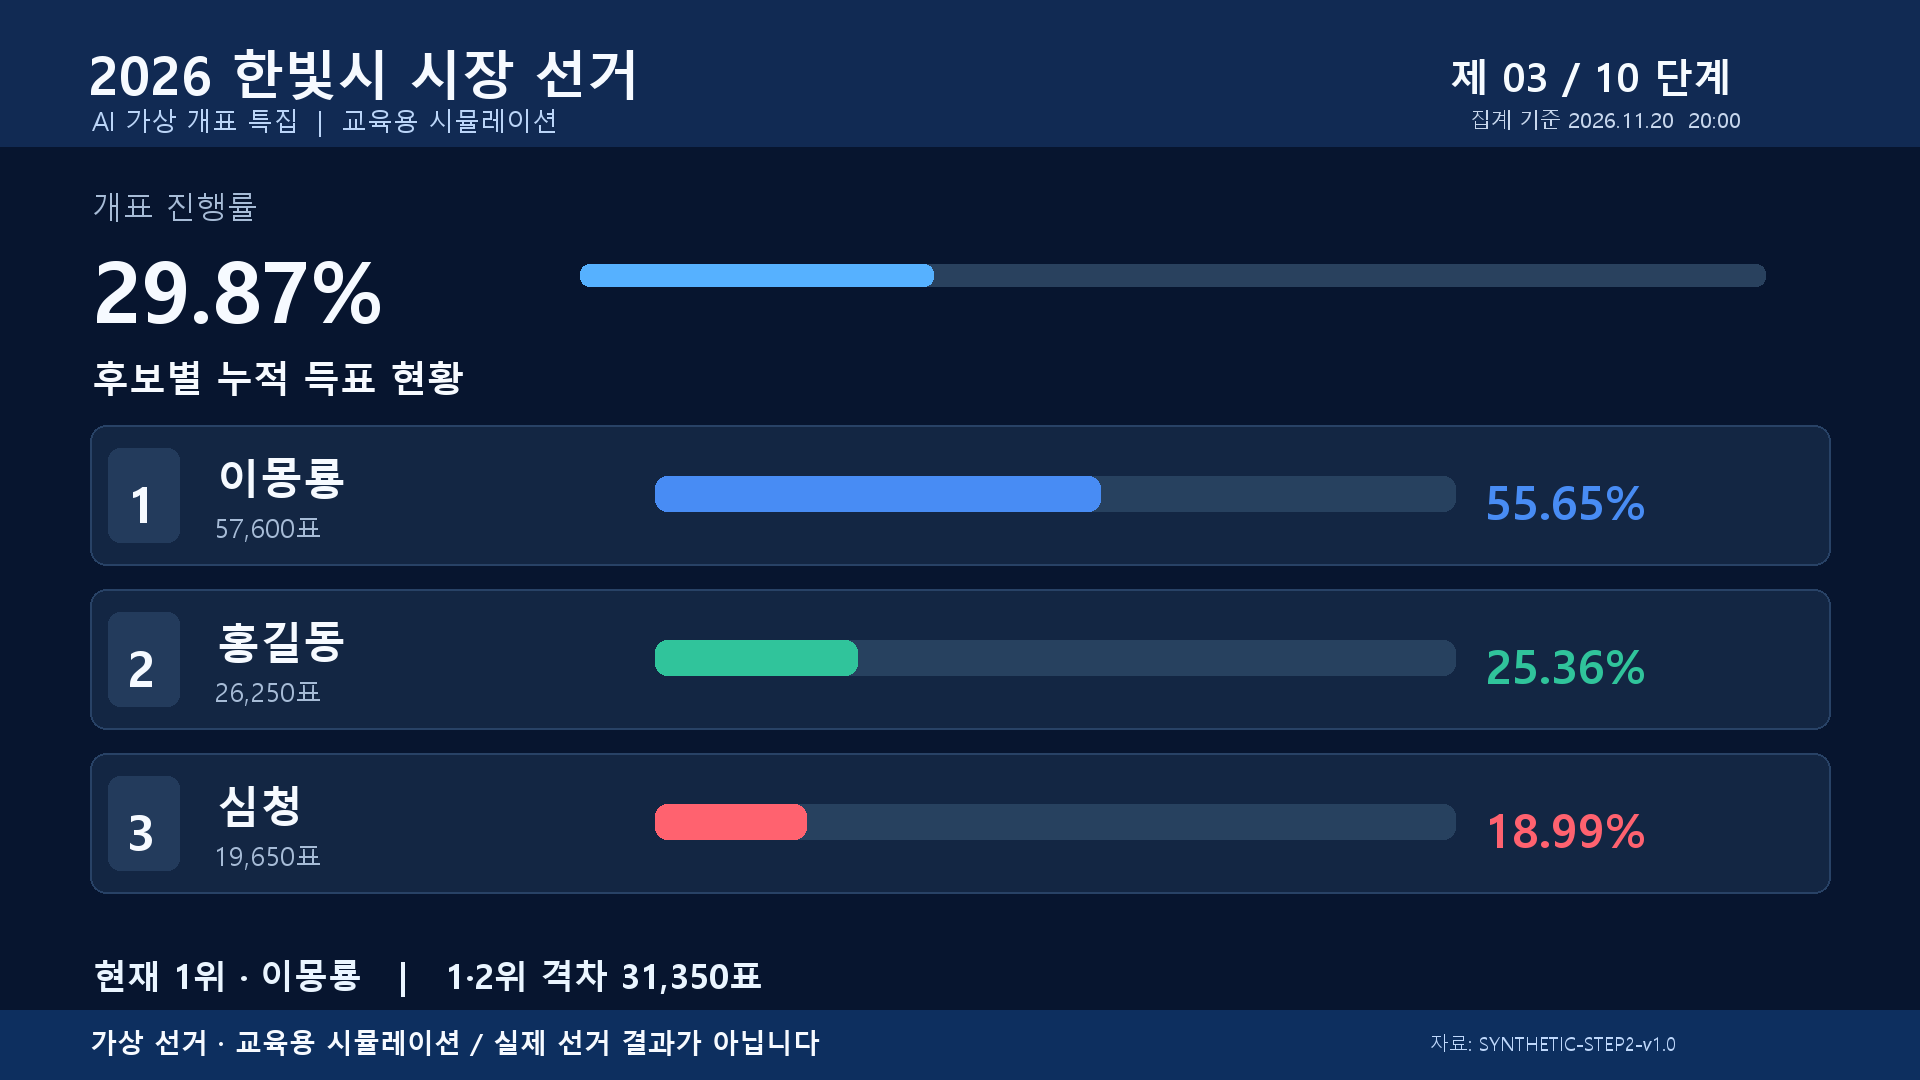 2026 한빛시 시장 선거
제 03 / 10 단계
AI 가상 개표 특집 | 교육용 시뮬레이션
집계 기준 2026.11.20 20:00
개표 진행률
29.87%
후보별 누적 득표 현황
1
이몽룡
57,600표
55.65%
2
홍길동
26,250표
25.36%
3
심청
19,650표
18.99%
현재 1위 · 이몽룡 | 1·2위 격차 31,350표
가상 선거 · 교육용 시뮬레이션 / 실제 선거 결과가 아닙니다
자료: SYNTHETIC-STEP2-v1.0